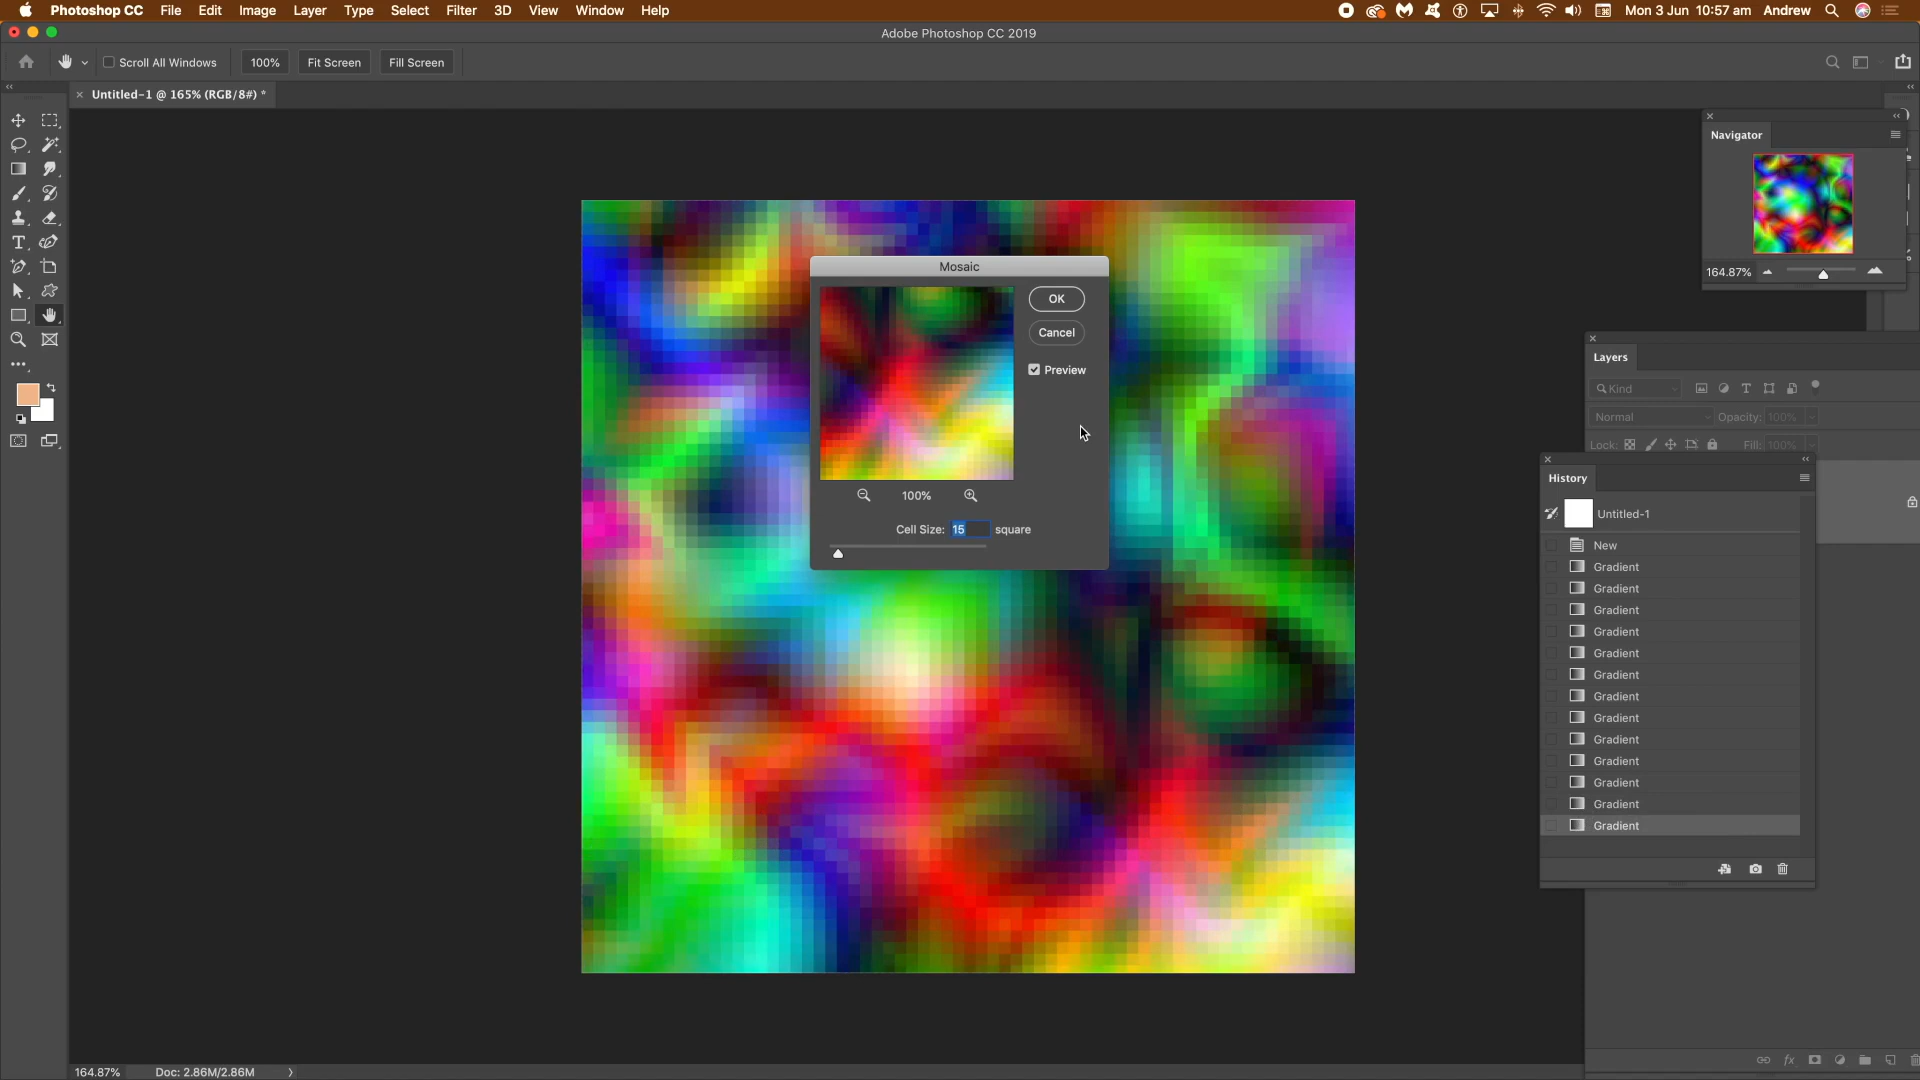 Photoshop CC File Edit Image Layer Type Select Filter 3D View Window Help Mon 3 Jun 10:57 am Andrew
Adobe Photoshop CC 2019
Scroll All Windows 100% Fit Screen Fill Screen
Untitled-1 @ 165% (RGB/8#) *
Navigator
164.87%
Mosaic
OK
Cancel
Preview
100%
Cell Size: 15 square
Layers
Kind
Normal Opacity: 100%
Lock: Fill: 100%
History
Untitled-1
New
Gradient
Gradient
Gradient
Gradient
Gradient
Gradient
Gradient
Gradient
Gradient
Gradient
Gradient
Gradient
Gradient
fx
164.87% Doc: 2.86M/2.86M